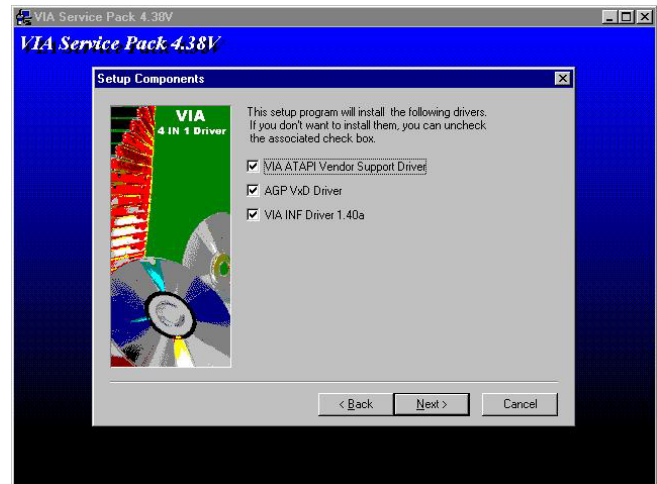 VIA Service Pack 4.38V
VIA Service Pack 4.38V
Setup Components
VIA
4 IN 1 Driver
This setup program will install the following drivers.
If you don't want to install them, you can uncheck
the associated check box.
VIA ATAPI Vendor Support Driver
AGP VxD Driver
VIA INF Driver 1.40a
< Back
Next >
Cancel